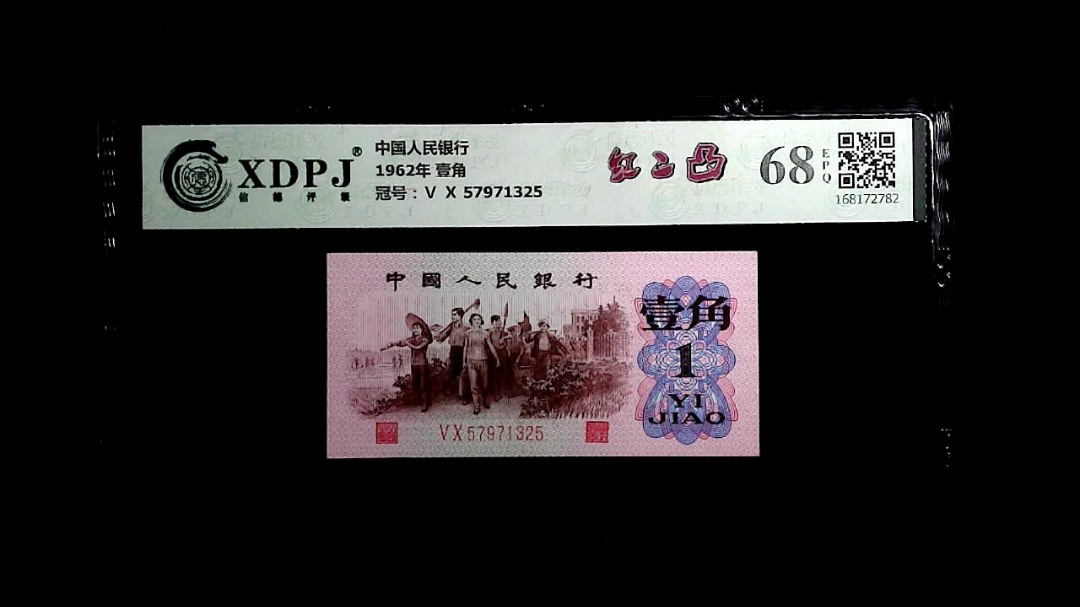 XDPJ®
信德评级
中国人民银行
1962年 壹角
冠号：V X 57971325
红二凸
68
EPQ
168172782
中國人民銀行
壹角
1
YI
JIAO
VX57971325